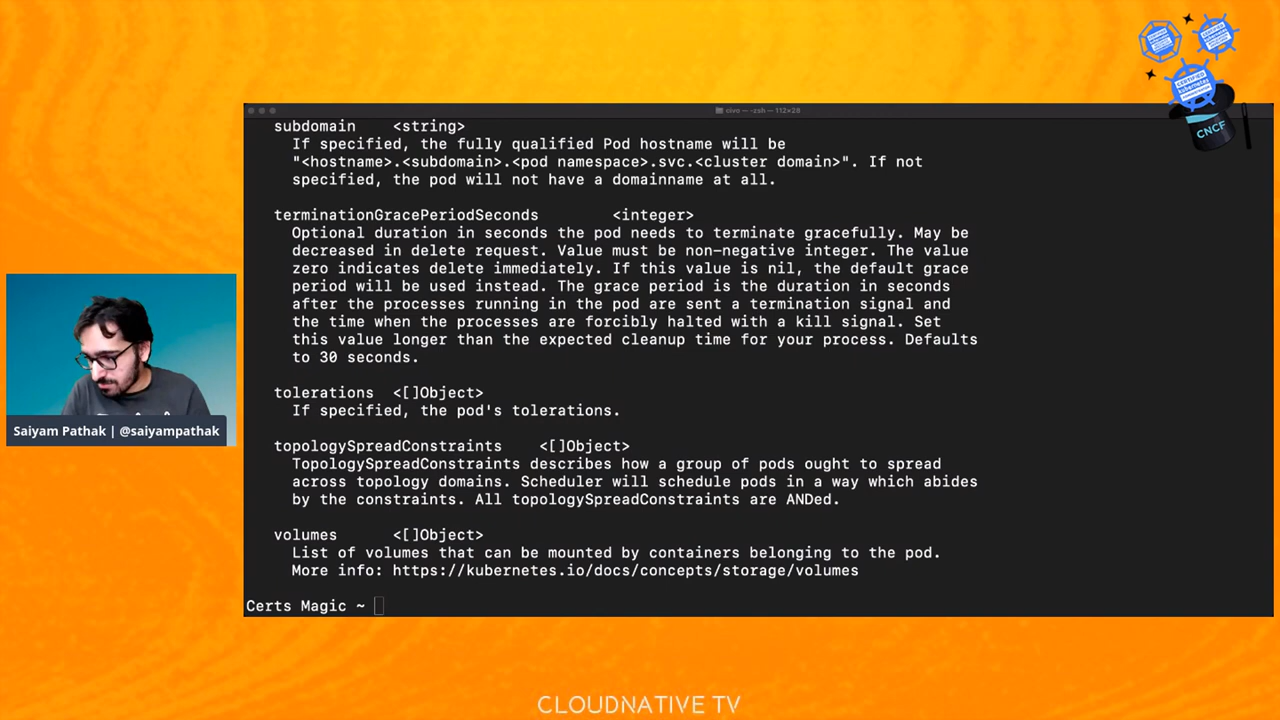 civo — -zsh — 112×28
subdomain <string>
If specified, the fully qualified Pod hostname will be
"<hostname>.<subdomain>.<pod namespace>.svc.<cluster domain>". If not
specified, the pod will not have a domainname at all.
terminationGracePeriodSeconds <integer>
Optional duration in seconds the pod needs to terminate gracefully. May be
decreased in delete request. Value must be non-negative integer. The value
zero indicates delete immediately. If this value is nil, the default grace
period will be used instead. The grace period is the duration in seconds
after the processes running in the pod are sent a termination signal and
the time when the processes are forcibly halted with a kill signal. Set
this value longer than the expected cleanup time for your process. Defaults
to 30 seconds.
tolerations <[]Object>
If specified, the pod's tolerations.
topologySpreadConstraints <[]Object>
TopologySpreadConstraints describes how a group of pods ought to spread
across topology domains. Scheduler will schedule pods in a way which abides
by the constraints. All topologySpreadConstraints are ANDed.
volumes <[]Object>
List of volumes that can be mounted by containers belonging to the pod.
More info: https://kubernetes.io/docs/concepts/storage/volumes
Certs Magic ~
Saiyam Pathak | @saiyampathak
CERTIFIED
kubernetes
CNCF
CLOUDNATIVE TV